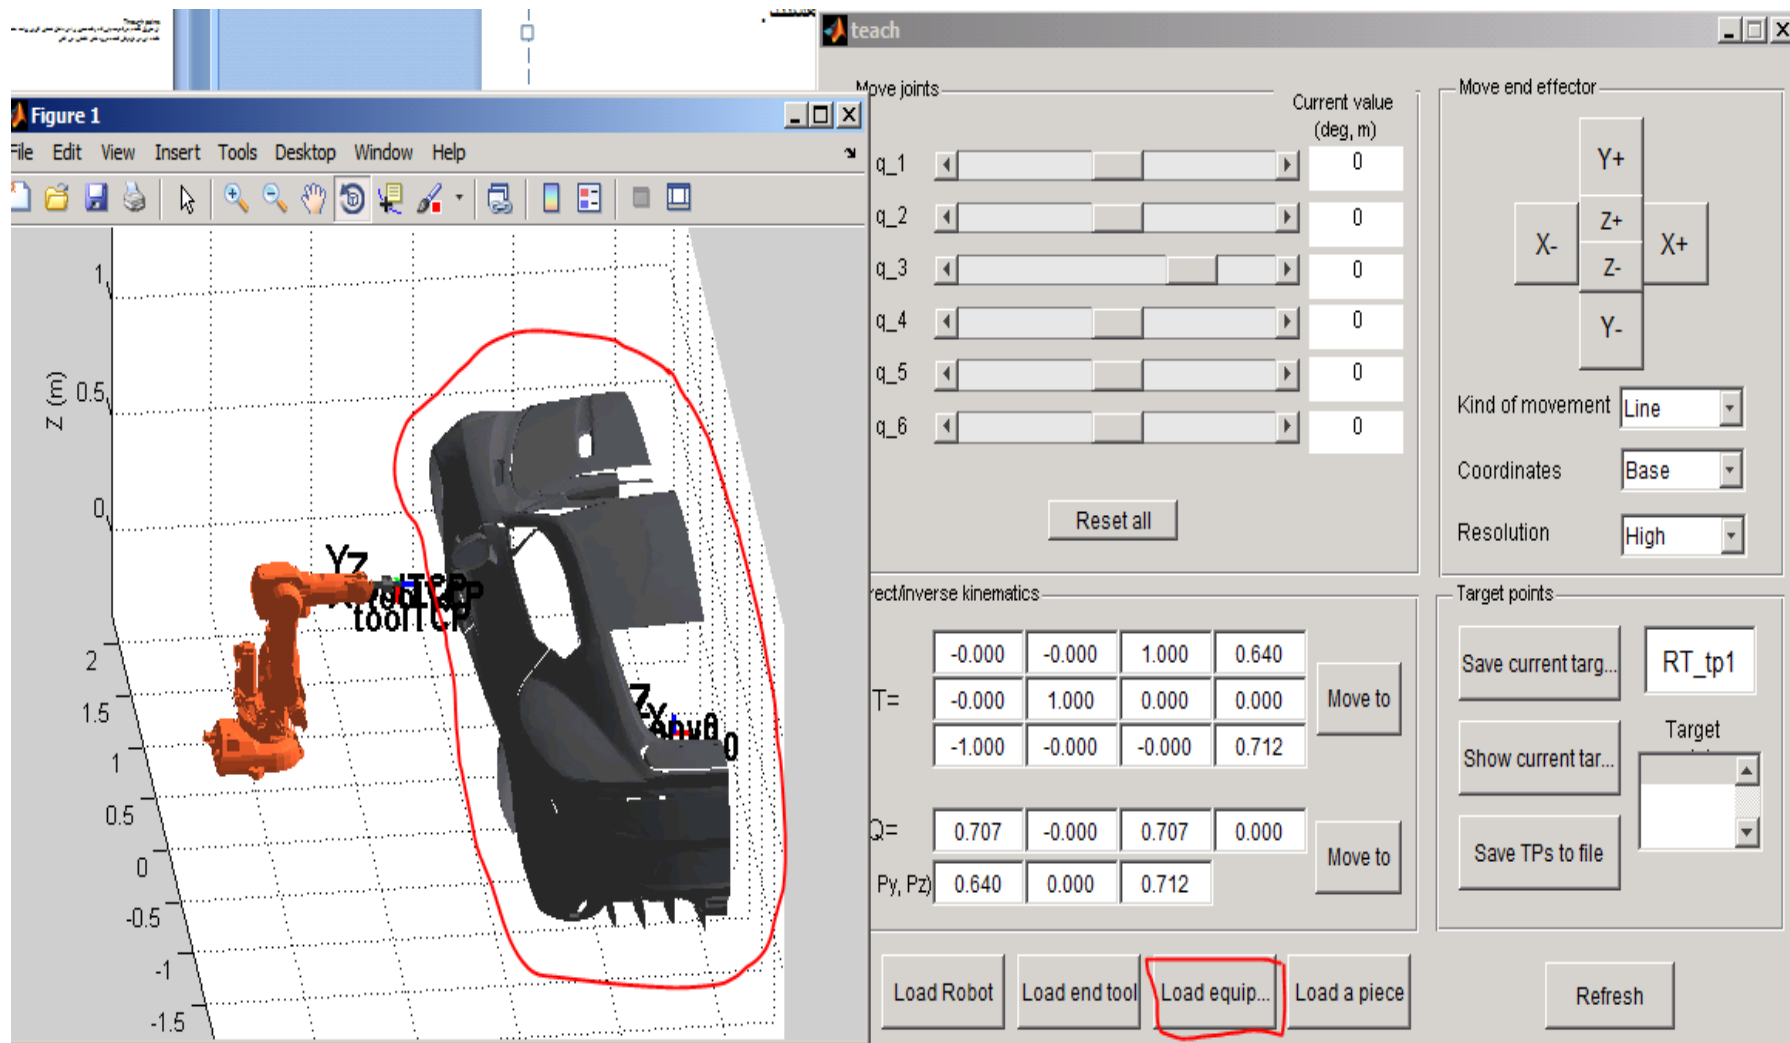 Through points
teach
Figure 1
File Edit View Insert Tools Desktop Window Help
Z (m)
1
0.5
0
2
1.5
1
0.5
0
-0.5
-1
-1.5
Y
Z
toolTCP
Z
Y
env0
Move joints
Current value
(deg, m)
q_1 0
q_2 0
q_3 0
q_4 0
q_5 0
q_6 0
Reset all
Move end effector
Y+
X- Z+ X+
Z-
Y-
Kind of movement Line
Coordinates Base
Resolution High
rect/inverse kinematics
T=
-0.000 -0.000 1.000 0.640
-0.000 1.000 0.000 0.000
-1.000 -0.000 -0.000 0.712
Move to
Q=
0.707 -0.000 0.707 0.000
Py, Pz) 0.640 0.000 0.712
Move to
Target points
Save current targ... RT_tp1
Show current tar... Target
Save TPs to file
Load Robot Load end tool Load equip... Load a piece Refresh